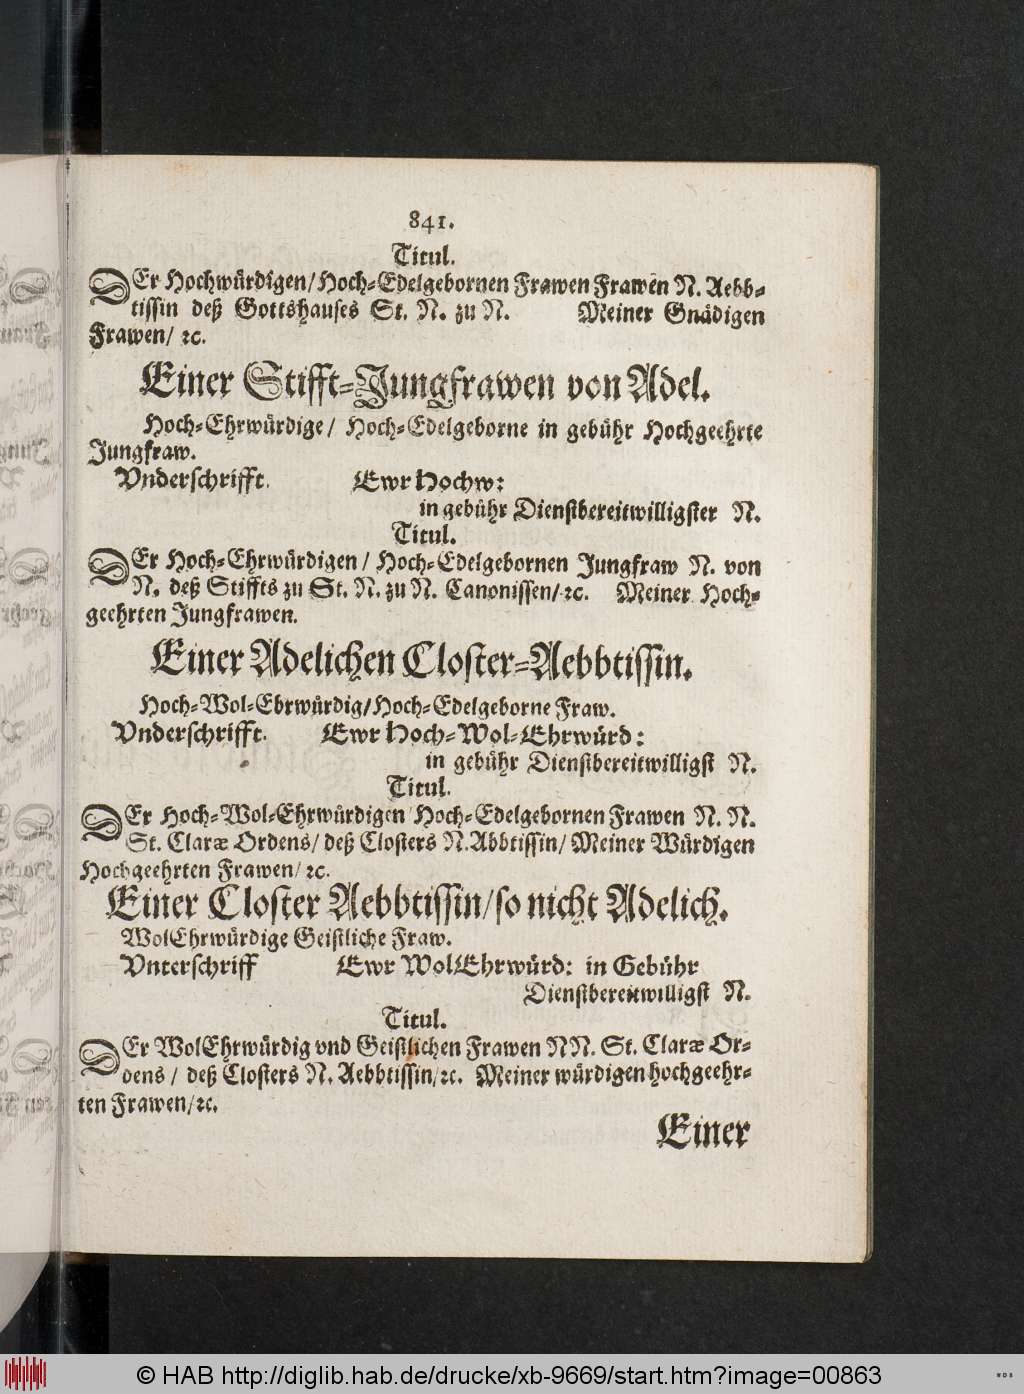 841.
Titul.
DEr Hochwürdigen/ Hoch-Edelgebornen Frawen Frawen N. Aebb-
tissin deß Gottshauses St. N. zu N. Meiner Gnädigen
Frawen/ ꝛc.
Einer Stifft-Jungfrawen von Adel.
Hoch-Ehrwürdige/ Hoch-Edelgeborne in gebühr Hochgeehrte
Jungfraw.
Vnderschrifft. Ewr Hochw:
in gebühr Dienstbereitwilligster N.
Titul.
DEr Hoch-Ehrwürdigen/ Hoch-Edelgebornen Jungfraw N. von
N. deß Stiffts zu St. N. zu N. Canonissen/ ꝛc. Meiner Hoch-
geehrten Jungfrawen.
Einer Adelichen Closter-Aebbtissin.
Hoch-Wol-Ebrwürdig/ Hoch-Edelgeborne Fraw.
Vnderschrifft. Ewr Hoch-Wol-Ehrwürd:
in gebühr Dienstbereitwilligst N.
Titul.
DEr Hoch-Wol-Ehrwürdigen/ Hoch-Edelgebornen Frawen N. N.
St. Claræ Ordens/ deß Closters N. Abbtissin/ Meiner Würdigen
Hochgeehrten Frawen/ ꝛc.
Einer Closter Aebbtissin/ so nicht Adelich.
WolEhrwürdige Geistliche Fraw.
Vnterschriff Ewr WolEhrwürd: in Gebühr
Dienstbereitwilligst N.
Titul.
DEr WolEhrwürdig vnd Geistlichen Frawen NN. St. Claræ Or-
dens/ deß Closters N. Aebbtissin/ ꝛc. Meiner würdigen hochgeehr-
ten Frawen/ ꝛc.
Einer
© HAB http://diglib.hab.de/drucke/xb-9669/start.htm?image=00863